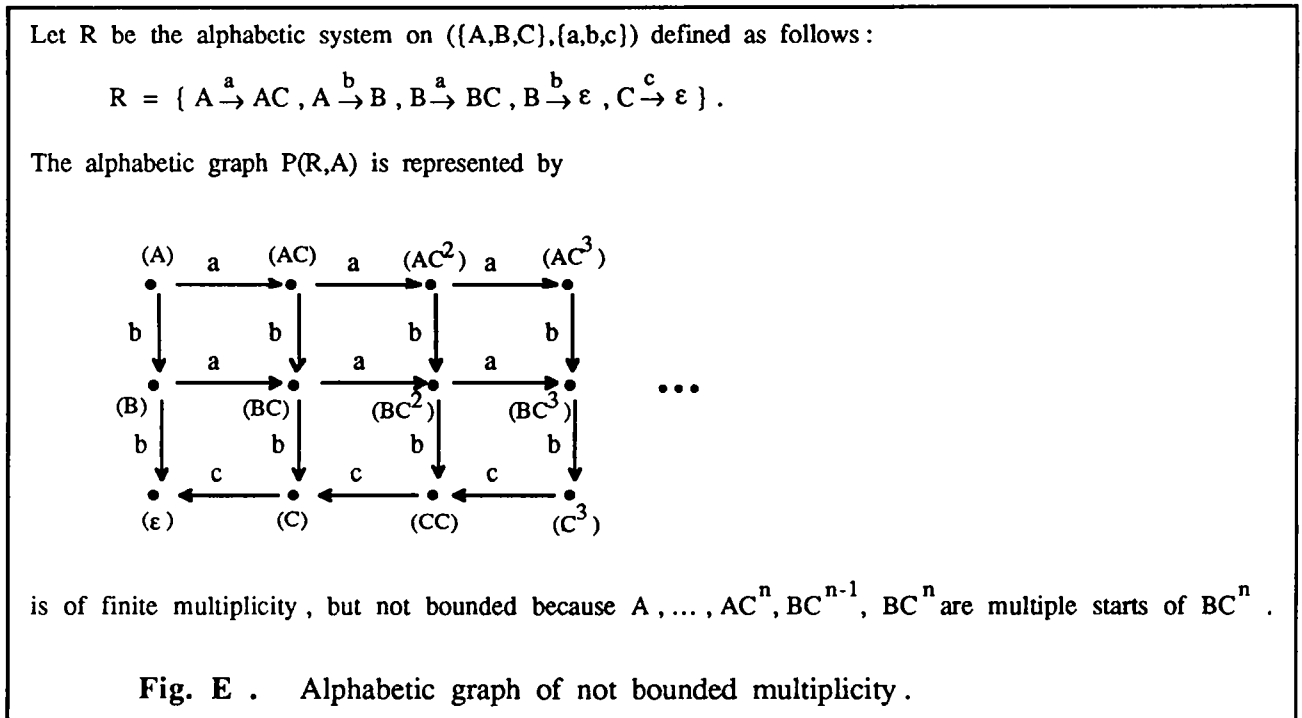 Let R be the alphabetic system on ({A,B,C},{a,b,c}) defined as follows :
R = { A →a AC , A →b B , B →a BC , B →b ε , C →c ε } .
The alphabetic graph P(R,A) is represented by
(A) a (AC) a (AC²) a (AC³)
b b b b
a a a
(B) (BC) (BC²) (BC³) •••
b b b b
c c c
(ε) (C) (CC) (C³)
is of finite multiplicity , but not bounded because A , ... , ACⁿ, BCⁿ⁻¹, BCⁿ are multiple starts of BCⁿ .
Fig. E . Alphabetic graph of not bounded multiplicity .